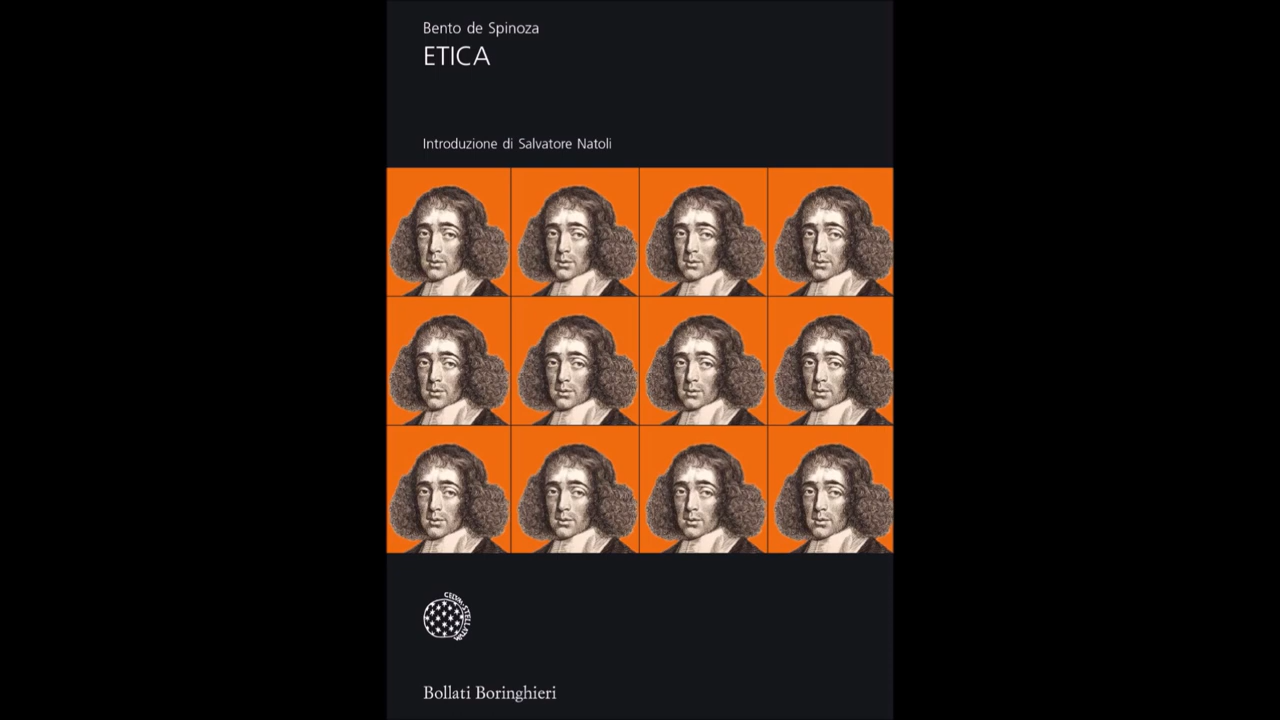 Bento de Spinoza
ETICA
Introduzione di Salvatore Natoli
Bollati Boringhieri